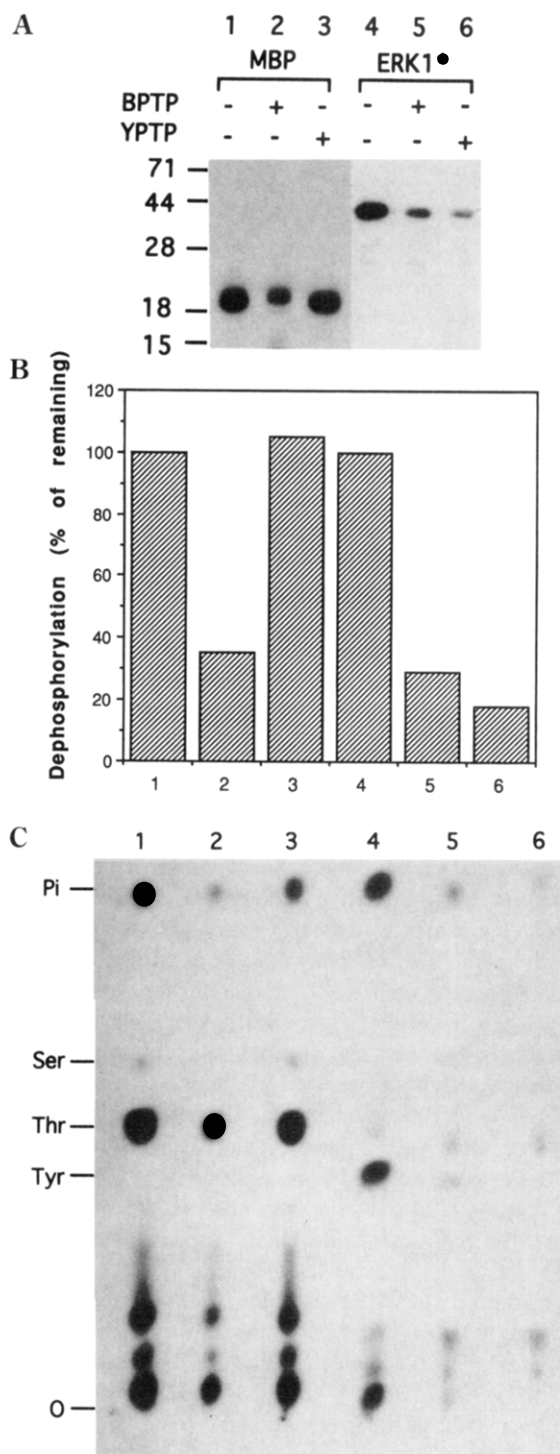 A
1 2 3 4 5 6
MBP ERK1
BPTP - + - - + -
YPTP - - + - - +
71
44
28
18
15
B
Dephosphorylation (% of remaining)
120
100
80
60
40
20
0
1 2 3 4 5 6
C
1 2 3 4 5 6
Pi
Ser
Thr
Tyr
O